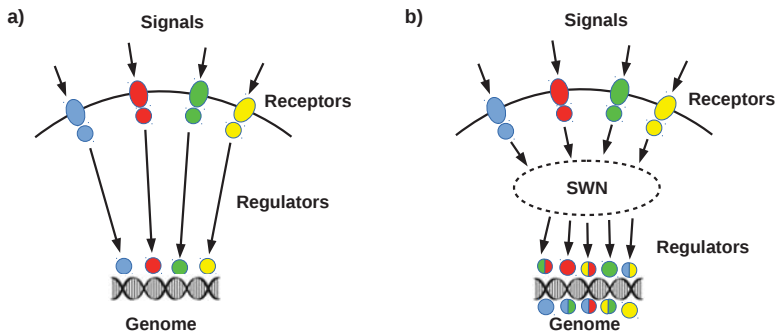 a)
Signals
Receptors
Regulators
Genome
b)
Signals
Receptors
SWN
Regulators
Genome